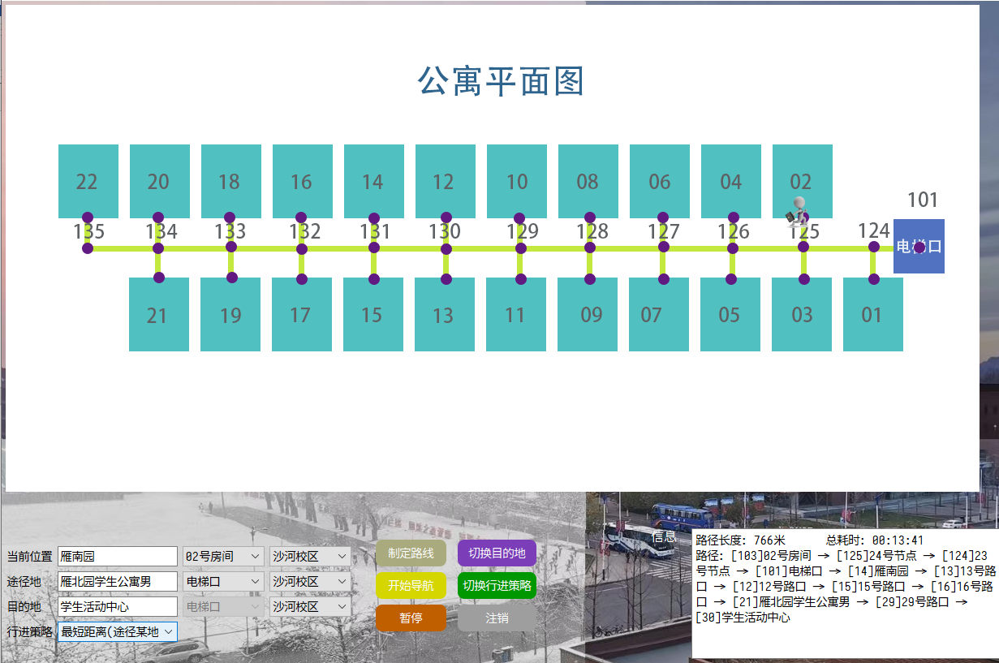 公寓平面图
22 20 18 16 14 12 10 08 06 04 02
101
135 134 133 132 131 130 129 128 127 126 125 124
电梯口
21 19 17 15 13 11 09 07 05 03 01
当前位置 雁南园 02号房间 沙河校区
途径地 雁北园学生公寓男 电梯口 沙河校区
目的地 学生活动中心 电梯口 沙河校区
行进策略 最短距离(途径某地
制定路线 切换目的地
开始导航 切换行进策略
暂停 注销
信息
路径长度: 766米 总耗时: 00:13:41
路径: [103]02号房间 -> [125]24号节点 -> [124]23
号节点 -> [101]电梯口 -> [14]雁南园 -> [13]13号路
口 -> [12]12号路口 -> [15]15号路口 -> [16]16号路
口 -> [21]雁北园学生公寓男 -> [29]29号路口 ->
[30]学生活动中心